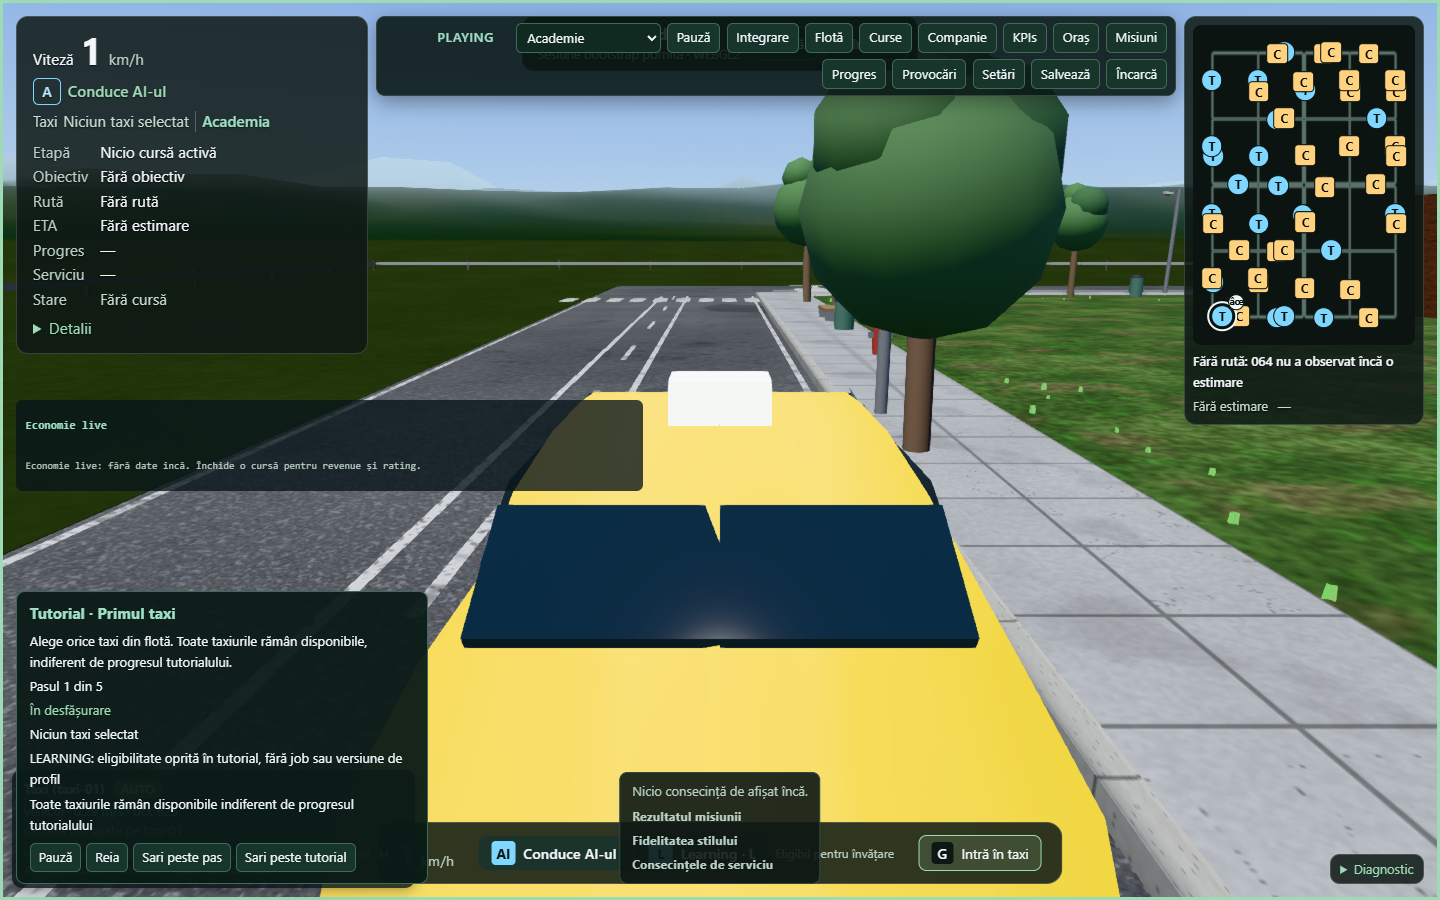 Viteză 1 km/h
A Conduce AI-ul
Taxi Niciun taxi selectat Academia
Etapă Nicio cursă activă
Obiectiv Fără obiectiv
Rută Fără rută
ETA Fără estimare
Progres —
Serviciu —
Stare Fără cursă
▶ Detalii
PLAYING Academie Pauză Integrare Flotă Curse Companie KPIs Oraș Misiuni
Progres Provocări Setări Salvează Încarcă
Fără rută: 064 nu a observat încă o
estimare
Fără estimare —
Economie live
Economie live: fără date încă. Închide o cursă pentru revenue și rating.
Tutorial · Primul taxi
Alege orice taxi din flotă. Toate taxiurile rămân disponibile,
indiferent de progresul tutorialului.
Pasul 1 din 5
În desfășurare
Niciun taxi selectat
LEARNING: eligibilitate oprită în tutorial, fără job sau versiune de
profil
Toate taxiurile rămân disponibile indiferent de progresul
tutorialului
Pauză Reia Sari peste pas Sari peste tutorial
Nicio consecință de afișat încă.
Rezultatul misiunii
Fidelitatea stilului
Consecințele de serviciu
m/h AI Conduce AI-ul Eligibil pentru învățare G Intră în taxi
▶ Diagnostic